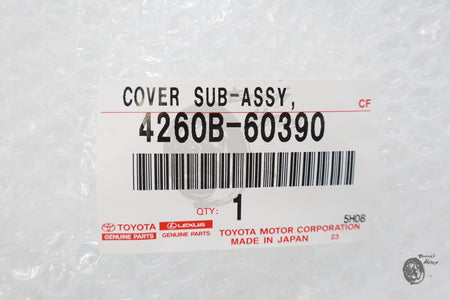 COVER SUB-ASSY,
CF
4260B-60390
QTY: 1
5H08
TOYOTA LEXUS
GENUINE PARTS GENUINE PARTS
TOYOTA MOTOR CORPORATION
MADE IN JAPAN 23